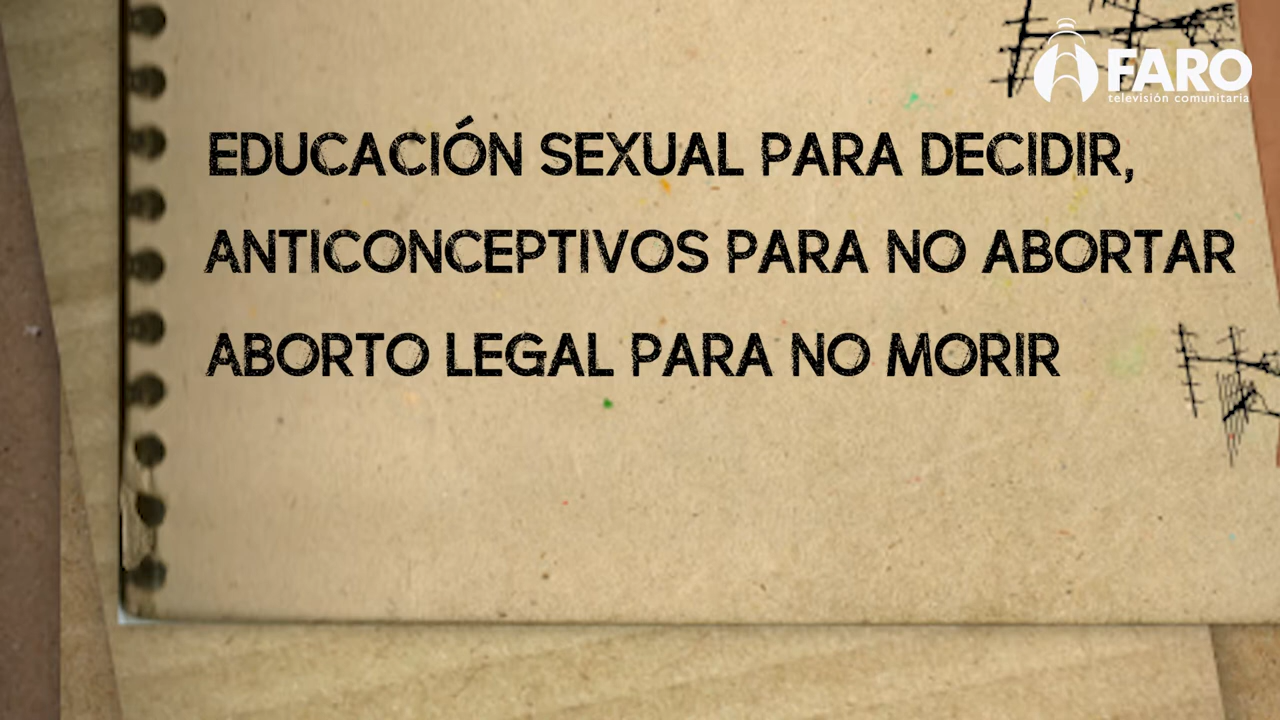 FARO
televisión comunitaria
EDUCACIÓN SEXUAL PARA DECIDIR,
ANTICONCEPTIVOS PARA NO ABORTAR
ABORTO LEGAL PARA NO MORIR